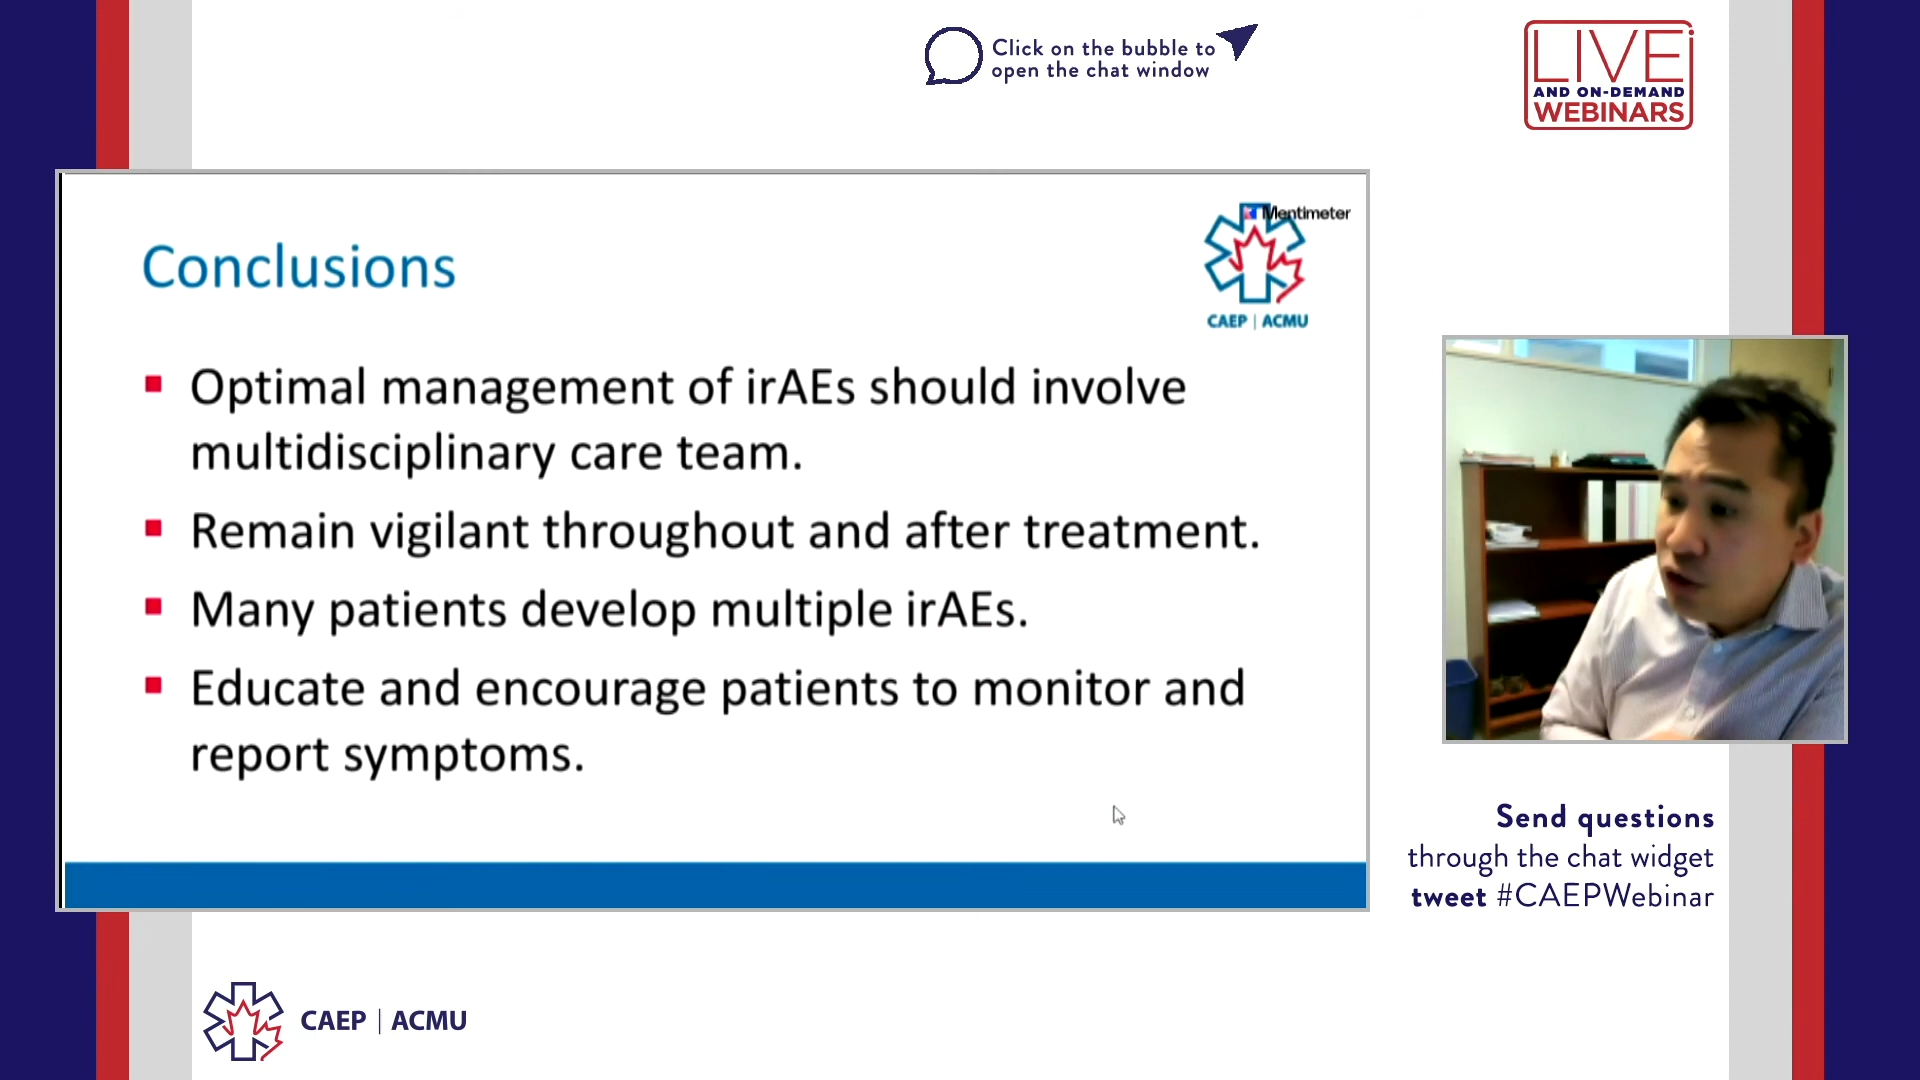 Click on the bubble to
open the chat window
LIVE
AND ON-DEMAND
WEBINARS
Mentimeter
CAEP | ACMU
Conclusions
Optimal management of irAEs should involve
multidisciplinary care team.
Remain vigilant throughout and after treatment.
Many patients develop multiple irAEs.
Educate and encourage patients to monitor and
report symptoms.
Send questions
through the chat widget
tweet #CAEPWebinar
CAEP | ACMU